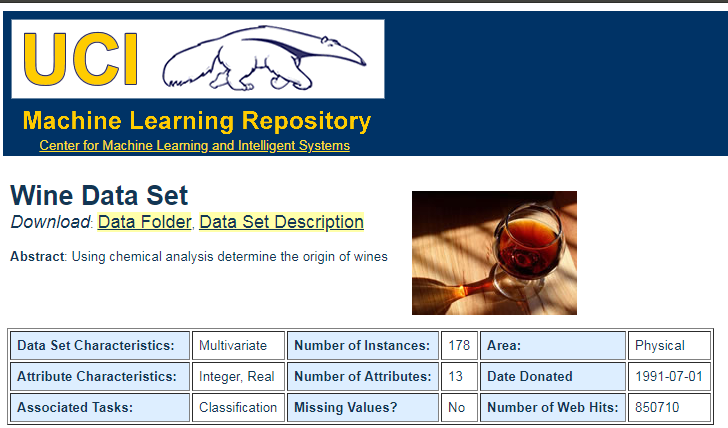 UCI
Machine Learning Repository
Center for Machine Learning and Intelligent Systems
Wine Data Set
Download: Data Folder, Data Set Description
Abstract: Using chemical analysis determine the origin of wines
Data Set Characteristics: Multivariate Number of Instances: 178 Area: Physical
Attribute Characteristics: Integer, Real Number of Attributes: 13 Date Donated 1991-07-01
Associated Tasks: Classification Missing Values? No Number of Web Hits: 850710